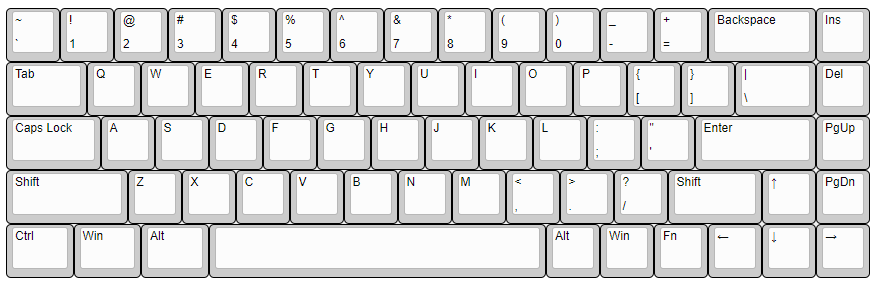 ~ ! @ # $ % ^ & * ( ) _ + Backspace Ins
` 1 2 3 4 5 6 7 8 9 0 - =
Tab Q W E R T Y U I O P { } | Del
[ ] \
Caps Lock A S D F G H J K L : " Enter PgUp
; '
Shift Z X C V B N M < > ? Shift ↑ PgDn
, . /
Ctrl Win Alt Alt Win Fn ← ↓ →